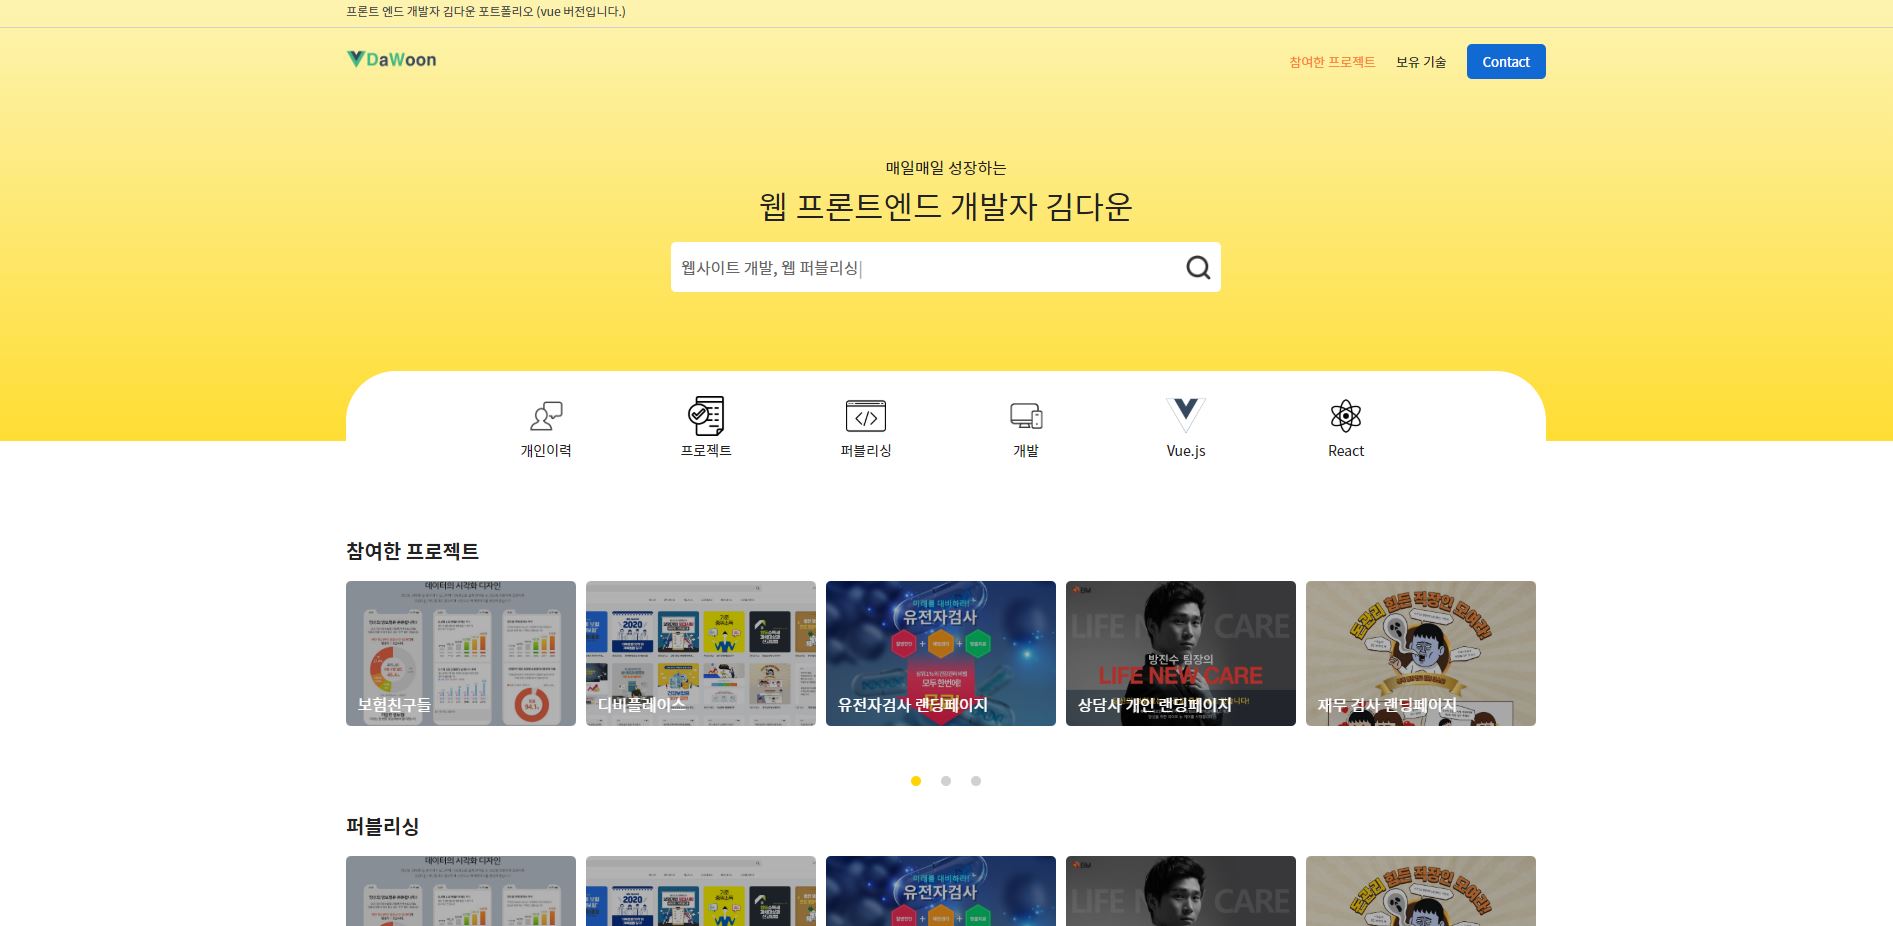 프론트 엔드 개발자 김다운 포트폴리오 (vue 버전입니다.)
DaWoon
참여한 프로젝트 보유 기술 Contact
매일매일 성장하는
웹 프론트엔드 개발자 김다운
웹사이트 개발, 웹 퍼블리싱
개인이력 프로젝트 퍼블리싱 개발 Vue.js React
참여한 프로젝트
데이터의 시각화 디자인
보험친구들
2020
디비플레이스
미래를 대비하라!
유전자검사
모두 한번에!
유전자검사 랜딩페이지
LIFE NEW CARE
방진수 팀장의
LIFE NEW CARE
상담사 개인 랜딩페이지
돈관리 힘든 직장인 모여라!
재무 검사 랜딩페이지
퍼블리싱
데이터의 시각화 디자인
2020
미래를 대비하라!
유전자검사
돈관리 힘든 직장인 모여라!